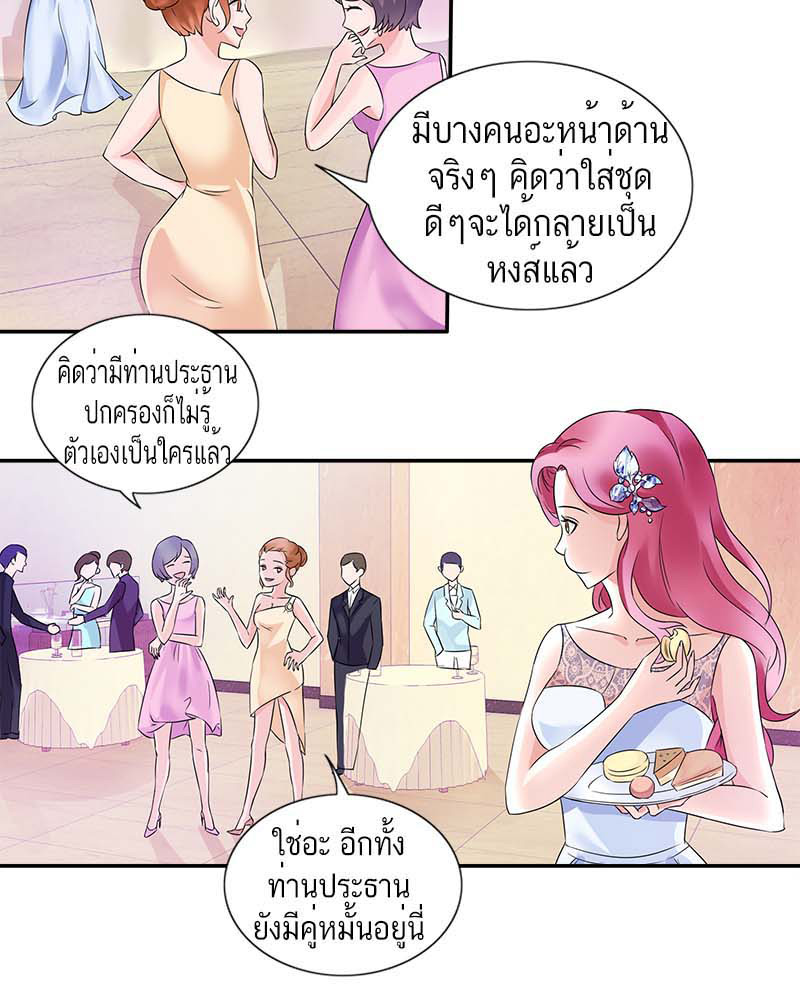 มีบางคนอะหน้าด้าน
จริงๆ คิดว่าใส่ชุด
ดีๆจะได้กลายเป็น
หงส์แล้ว
คิดว่ามีท่านประธาน
ปกครองก็ไม่รู้
ตัวเองเป็นใครแล้ว
ใช่อะ อีกทั้ง
ท่านประธาน
ยังมีคู่หมั้นอยู่นี่